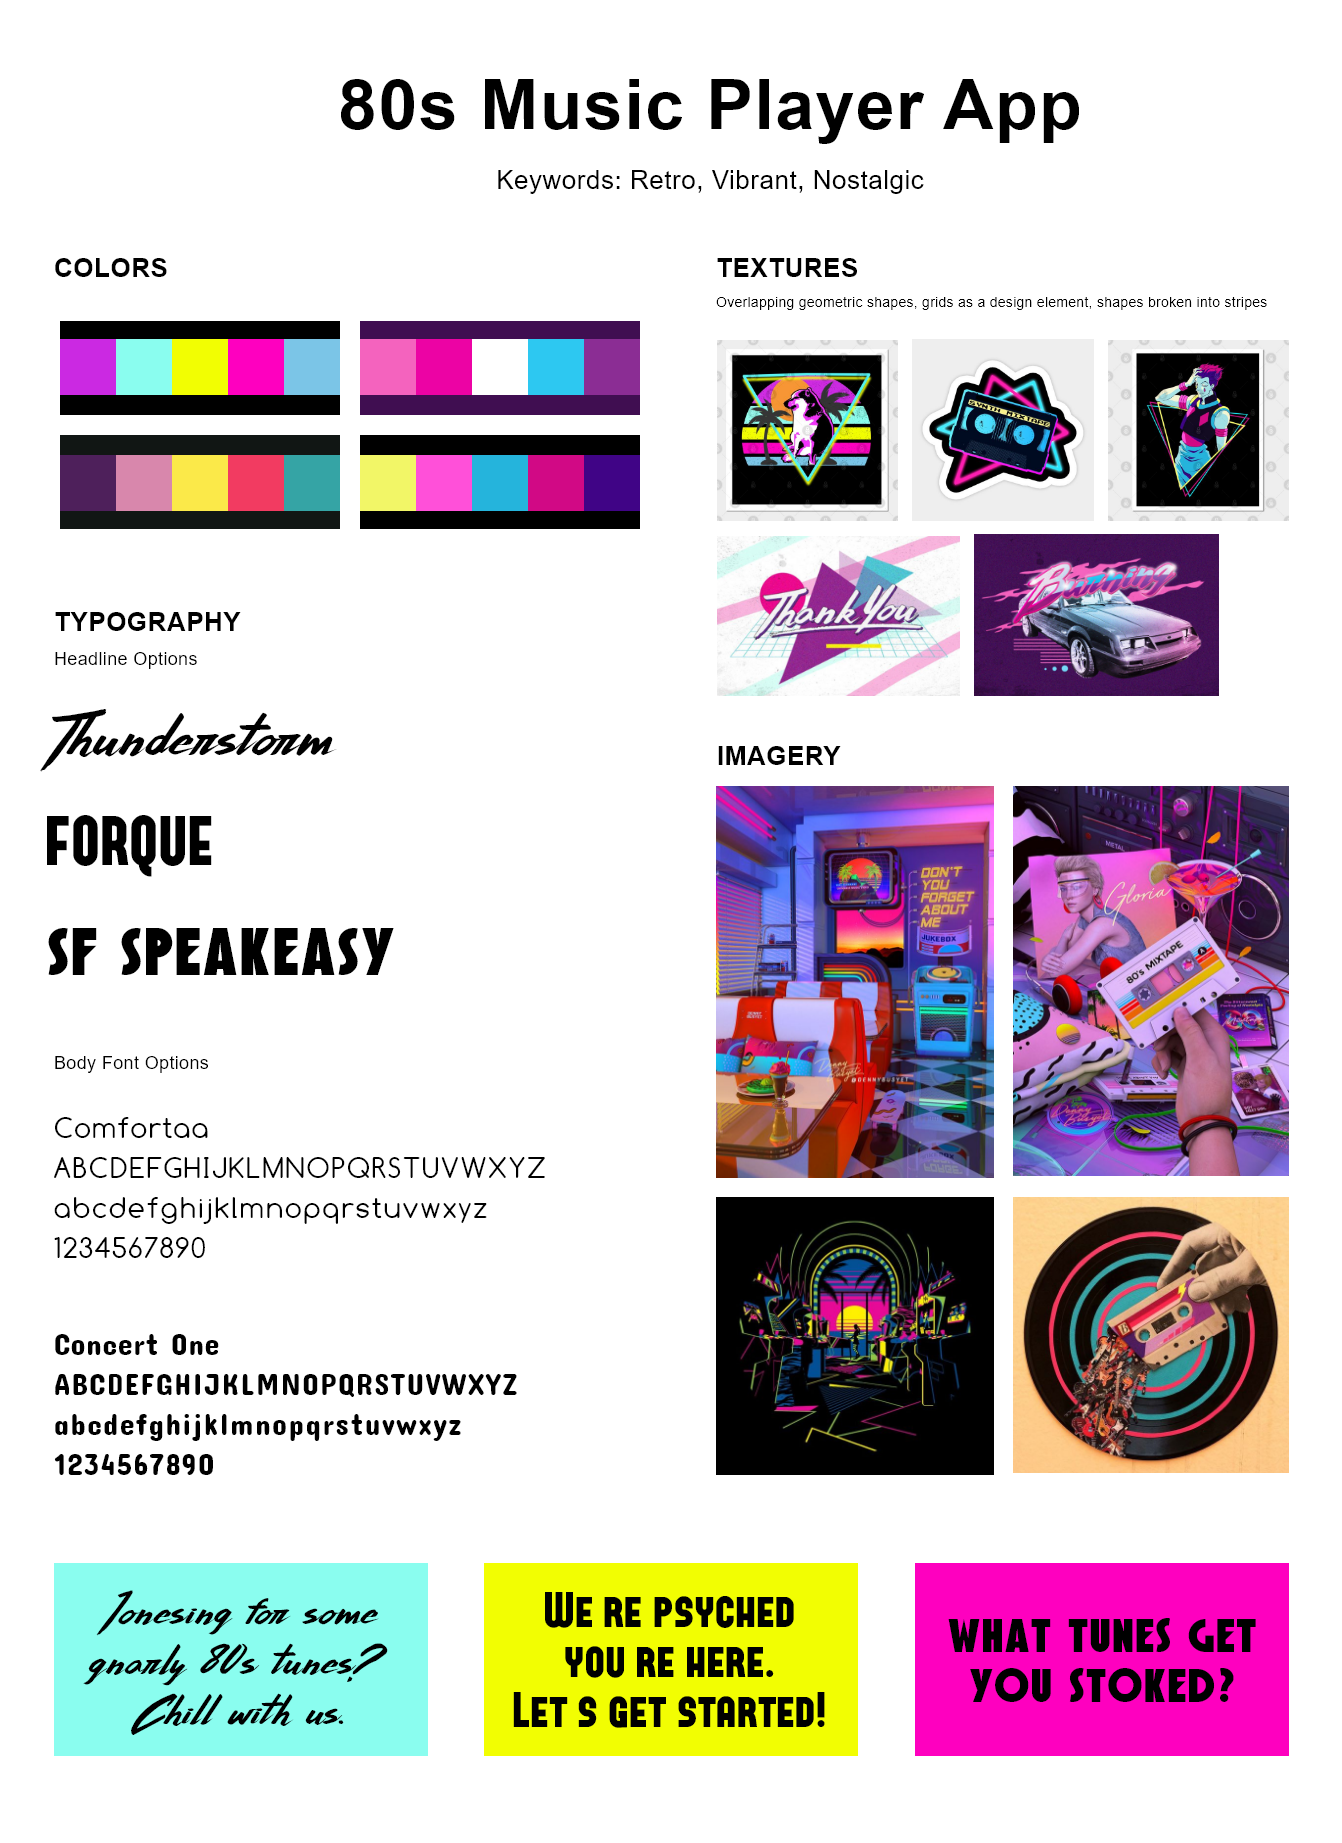 80s Music Player App
Keywords: Retro, Vibrant, Nostalgic
COLORS
TYPOGRAPHY
Headline Options
Thunderstorm
FORQUE
SF SPEAKEASY
Body Font Options
Comfortaa
ABCDEFGHIJKLMNOPQRSTUVWXYZ
abcdefghijklmnopqrstuvwxyz
1234567890
Concert One
ABCDEFGHIJKLMNOPQRSTUVWXYZ
abcdefghijklmnopqrstuvwxyz
1234567890
TEXTURES
Overlapping geometric shapes, grids as a design element, shapes broken into stripes
SYNTH MIXTAPE
Thank You
Burning
IMAGERY
DON'T
YOU
FORGET
ABOUT
ME
JUKEBOX
@DENNYBUSYET
METAL
Gloria
80's MIXTAPE
Jonesing for some
gnarly 80s tunes?
Chill with us.
WE RE PSYCHED
YOU RE HERE.
LET S GET STARTED!
WHAT TUNES GET
YOU STOKED?